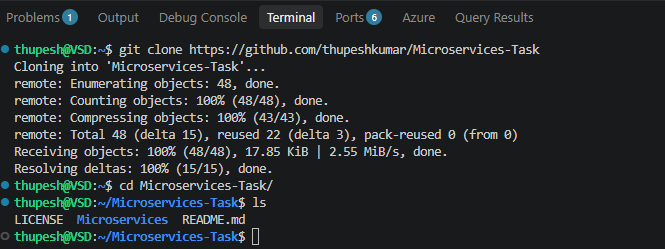 Problems 1 Output Debug Console Terminal Ports 6 Azure Query Results
thupesh@VSD:~$ git clone https://github.com/thupeshkumar/Microservices-Task
Cloning into 'Microservices-Task'...
remote: Enumerating objects: 48, done.
remote: Counting objects: 100% (48/48), done.
remote: Compressing objects: 100% (43/43), done.
remote: Total 48 (delta 15), reused 22 (delta 3), pack-reused 0 (from 0)
Receiving objects: 100% (48/48), 17.85 KiB | 2.55 MiB/s, done.
Resolving deltas: 100% (15/15), done.
thupesh@VSD:~$ cd Microservices-Task/
thupesh@VSD:~/Microservices-Task$ ls
LICENSE Microservices README.md
thupesh@VSD:~/Microservices-Task$